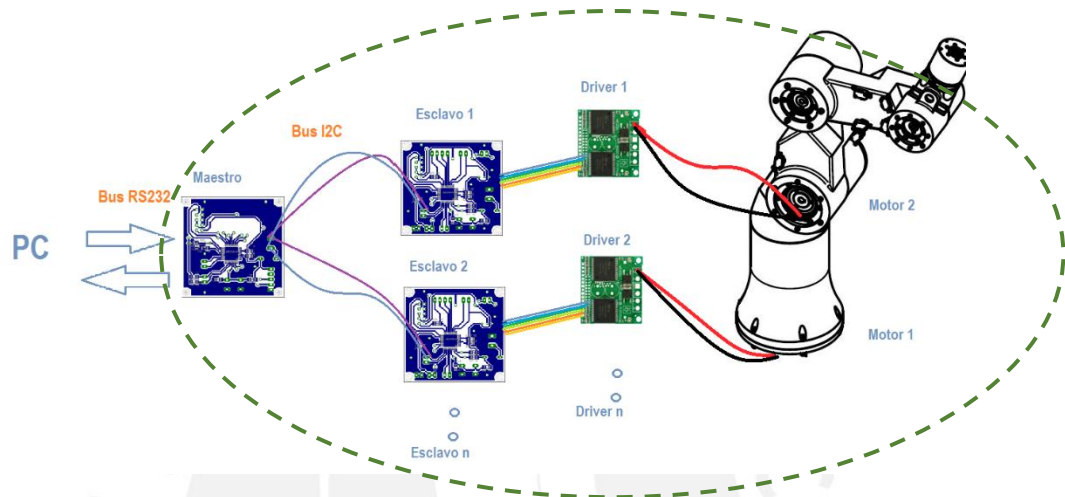 PC
Bus RS232
Maestro
Bus I2C
Esclavo 1
Driver 1
Motor 2
Esclavo 2
Driver 2
Motor 1
Esclavo n
Driver n